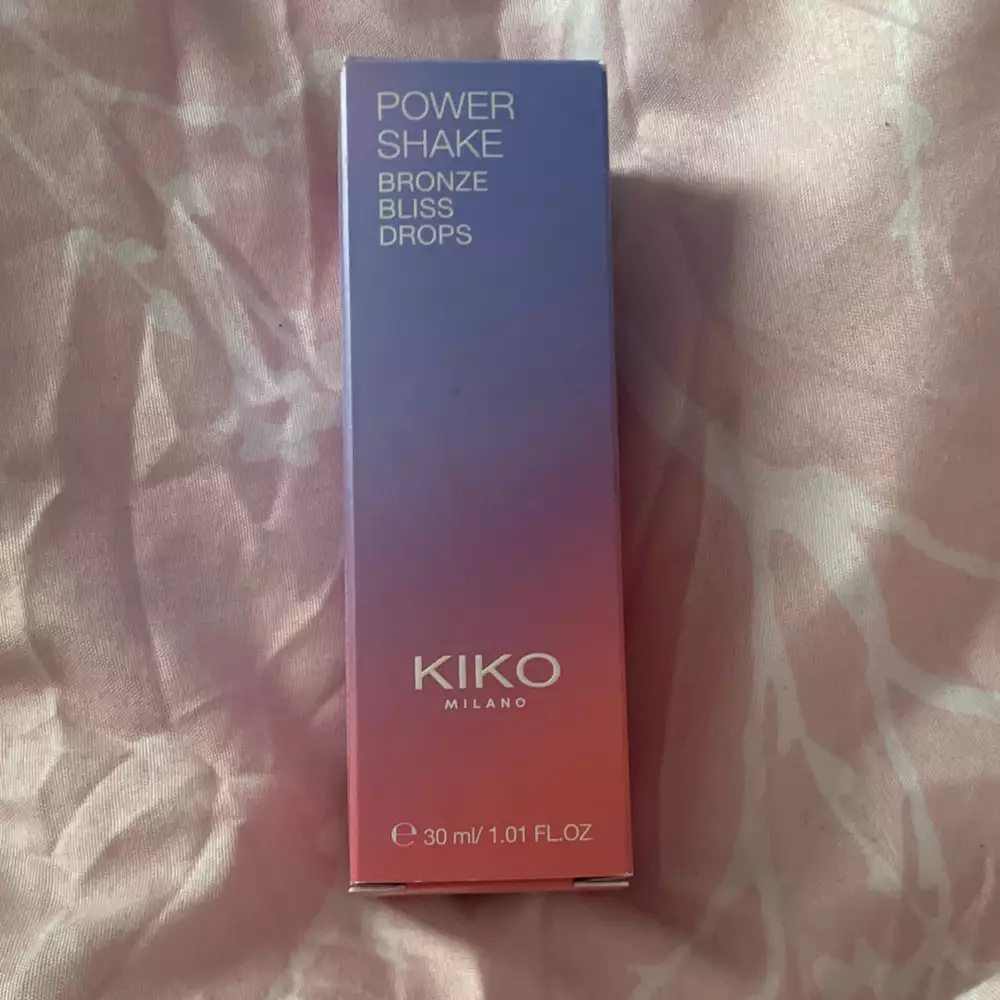 POWER
SHAKE
BRONZE
BLISS
DROPS
KIKO
MILANO
℮ 30 ml/ 1.01 FL.OZ